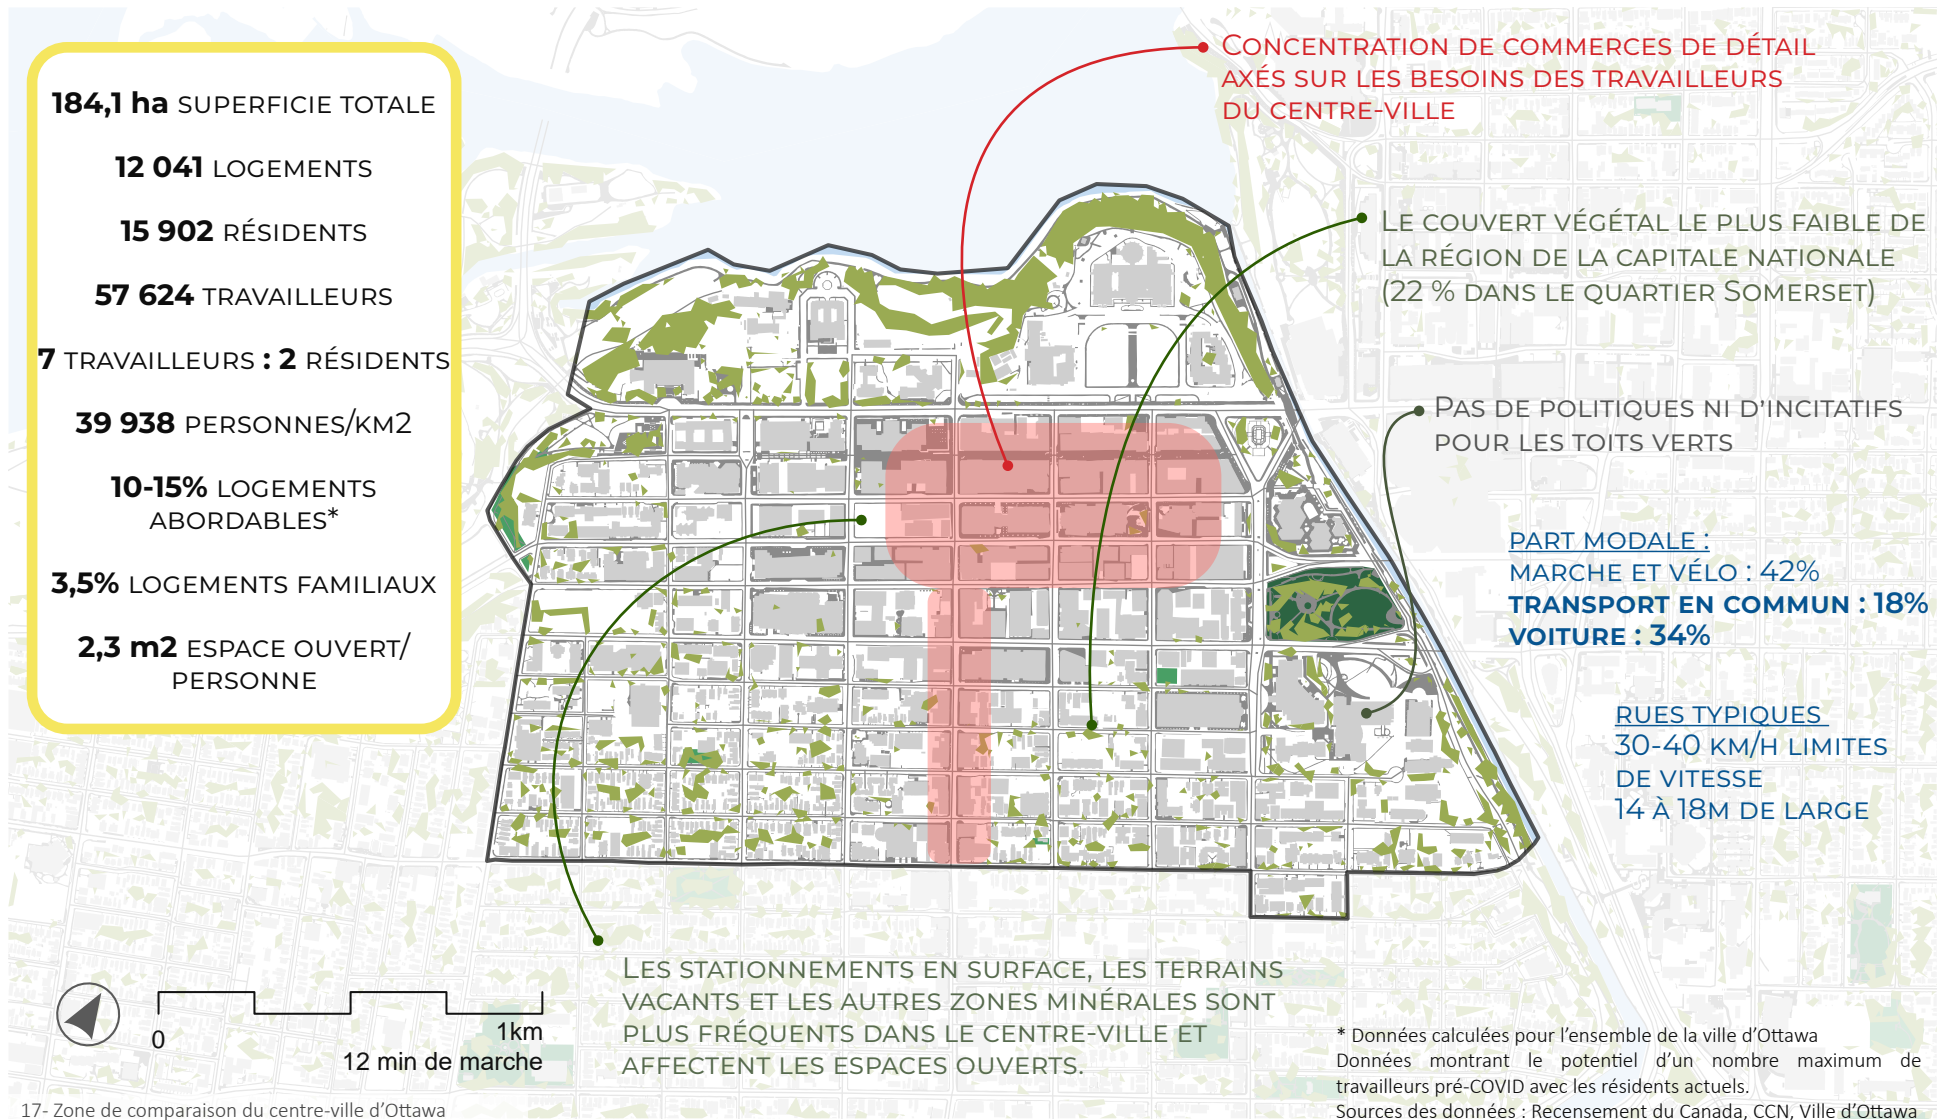 184,1 ha SUPERFICIE TOTALE
12 041 LOGEMENTS
15 902 RÉSIDENTS
57 624 TRAVAILLEURS
7 TRAVAILLEURS : 2 RÉSIDENTS
39 938 PERSONNES/KM2
10-15% LOGEMENTS
ABORDABLES*
3,5% LOGEMENTS FAMILIAUX
2,3 m2 ESPACE OUVERT/
PERSONNE
CONCENTRATION DE COMMERCES DE DÉTAIL
AXÉS SUR LES BESOINS DES TRAVAILLEURS
DU CENTRE-VILLE
LE COUVERT VÉGÉTAL LE PLUS FAIBLE DE
LA RÉGION DE LA CAPITALE NATIONALE
(22 % DANS LE QUARTIER SOMERSET)
PAS DE POLITIQUES NI D'INCITATIFS
POUR LES TOITS VERTS
PART MODALE :
MARCHE ET VÉLO : 42%
TRANSPORT EN COMMUN : 18%
VOITURE : 34%
RUES TYPIQUES
30-40 KM/H LIMITES
DE VITESSE
14 À 18M DE LARGE
LES STATIONNEMENTS EN SURFACE, LES TERRAINS
VACANTS ET LES AUTRES ZONES MINÉRALES SONT
PLUS FRÉQUENTS DANS LE CENTRE-VILLE ET
AFFECTENT LES ESPACES OUVERTS.
0
1km
12 min de marche
* Données calculées pour l'ensemble de la ville d'Ottawa
Données montrant le potentiel d'un nombre maximum de
travailleurs pré-COVID avec les résidents actuels.
Sources des données : Recensement du Canada, CCN, Ville d'Ottawa
17- Zone de comparaison du centre-ville d'Ottawa